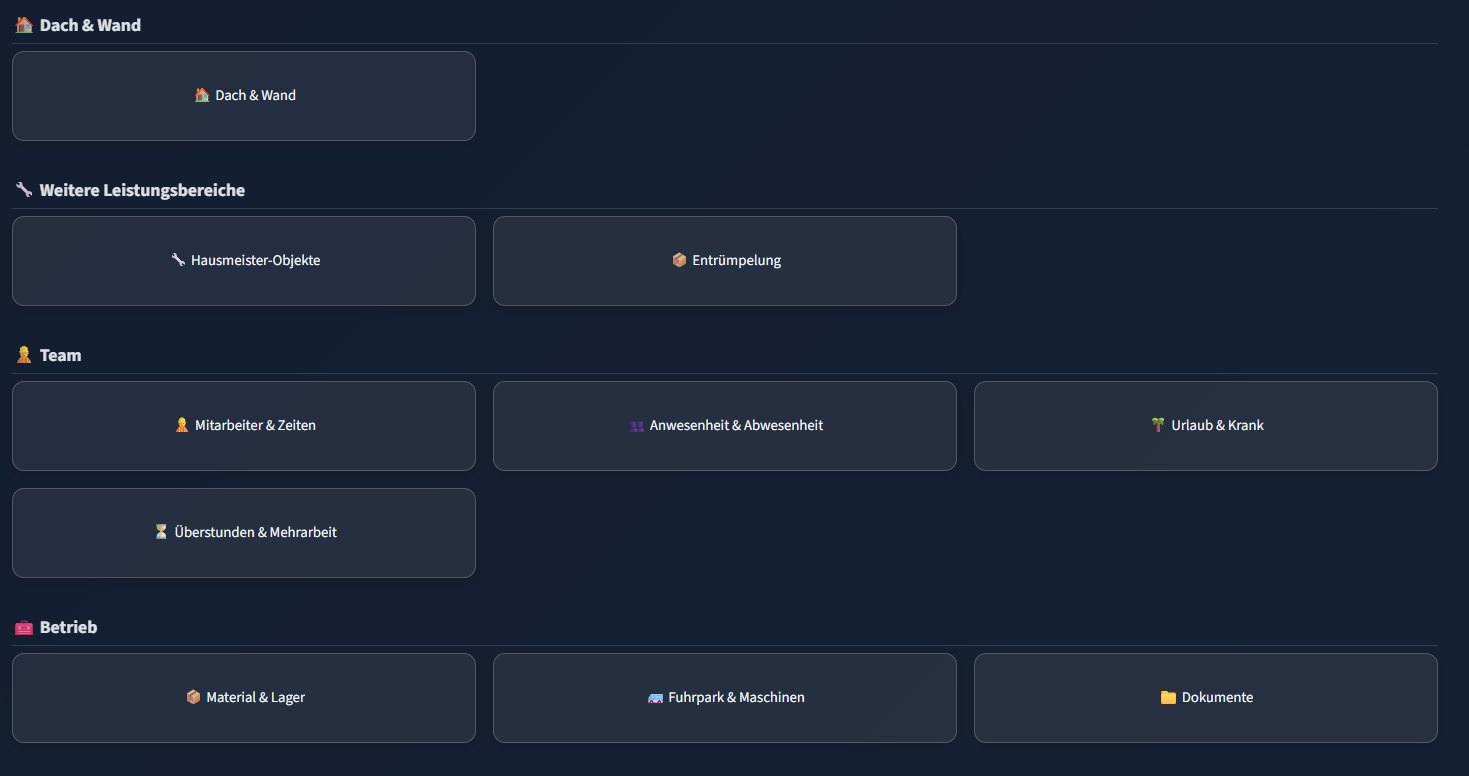 Dach & Wand
Dach & Wand
Weitere Leistungsbereiche
Hausmeister-Objekte
Entrümpelung
Team
Mitarbeiter & Zeiten
Anwesenheit & Abwesenheit
Urlaub & Krank
Überstunden & Mehrarbeit
Betrieb
Material & Lager
Fuhrpark & Maschinen
Dokumente